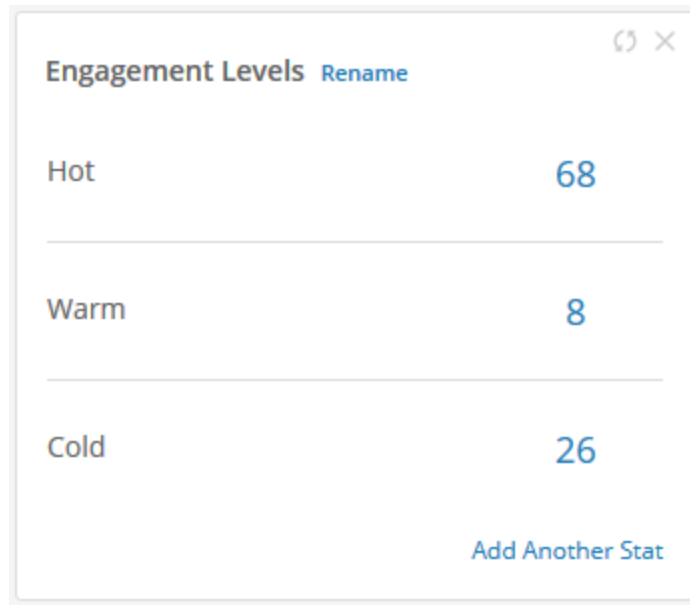 Engagement Levels Rename
Hot 68
Warm 8
Cold 26
Add Another Stat